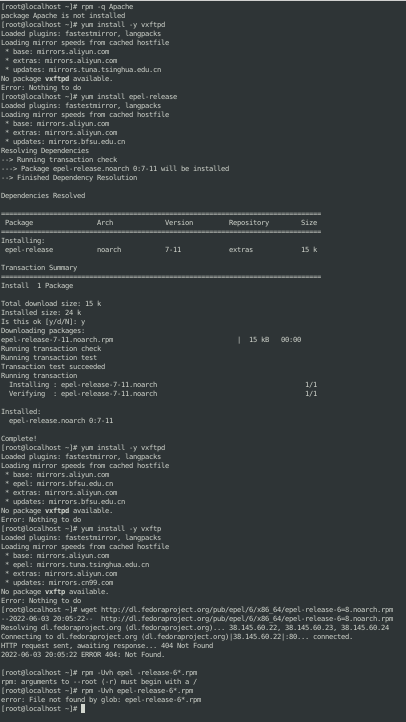 [root@localhost ~]# rpm -q Apache
package Apache is not installed
[root@localhost ~]# yum install -y vxftpd
Loaded plugins: fastestmirror, langpacks
Loading mirror speeds from cached hostfile
 * base: mirrors.aliyun.com
 * extras: mirrors.aliyun.com
 * updates: mirrors.tuna.tsinghua.edu.cn
No package vxftpd available.
Error: Nothing to do
[root@localhost ~]# yum install epel-release
Loaded plugins: fastestmirror, langpacks
Loading mirror speeds from cached hostfile
 * base: mirrors.aliyun.com
 * extras: mirrors.aliyun.com
 * updates: mirrors.bfsu.edu.cn
Resolving Dependencies
--> Running transaction check
---> Package epel-release.noarch 0:7-11 will be installed
--> Finished Dependency Resolution

Dependencies Resolved

================================================================================
 Package Arch Version Repository Size
================================================================================
Installing:
 epel-release noarch 7-11 extras 15 k

Transaction Summary
================================================================================
Install  1 Package

Total download size: 15 k
Installed size: 24 k
Is this ok [y/d/N]: y
Downloading packages:
epel-release-7-11.noarch.rpm | 15 kB 00:00
Running transaction check
Running transaction test
Transaction test succeeded
Running transaction
  Installing : epel-release-7-11.noarch 1/1
  Verifying  : epel-release-7-11.noarch 1/1

Installed:
  epel-release.noarch 0:7-11

Complete!
[root@localhost ~]# yum install -y vxftpd
Loaded plugins: fastestmirror, langpacks
Loading mirror speeds from cached hostfile
 * base: mirrors.aliyun.com
 * epel: mirrors.bfsu.edu.cn
 * extras: mirrors.aliyun.com
 * updates: mirrors.bfsu.edu.cn
No package vxftpd available.
Error: Nothing to do
[root@localhost ~]# yum install -y vxftp
Loaded plugins: fastestmirror, langpacks
Loading mirror speeds from cached hostfile
 * base: mirrors.aliyun.com
 * epel: mirrors.tuna.tsinghua.edu.cn
 * extras: mirrors.aliyun.com
 * updates: mirrors.cn99.com
No package vxftp available.
Error: Nothing to do
[root@localhost ~]# wget http://dl.fedoraproject.org/pub/epel/6/x86_64/epel-release-6=8.noarch.rpm
--2022-06-03 20:05:22--  http://dl.fedoraproject.org/pub/epel/6/x86_64/epel-release-6=8.noarch.rpm
Resolving dl.fedoraproject.org (dl.fedoraproject.org)... 38.145.60.22, 38.145.60.23, 38.145.60.24
Connecting to dl.fedoraproject.org (dl.fedoraproject.org)|38.145.60.22|:80... connected.
HTTP request sent, awaiting response... 404 Not Found
2022-06-03 20:05:22 ERROR 404: Not Found.

[root@localhost ~]# rpm -Uvh epel -release-6*.rpm
rpm: arguments to --root (-r) must begin with a /
[root@localhost ~]# rpm -Uvh epel-release-6*.rpm
error: File not found by glob: epel-release-6*.rpm
[root@localhost ~]#